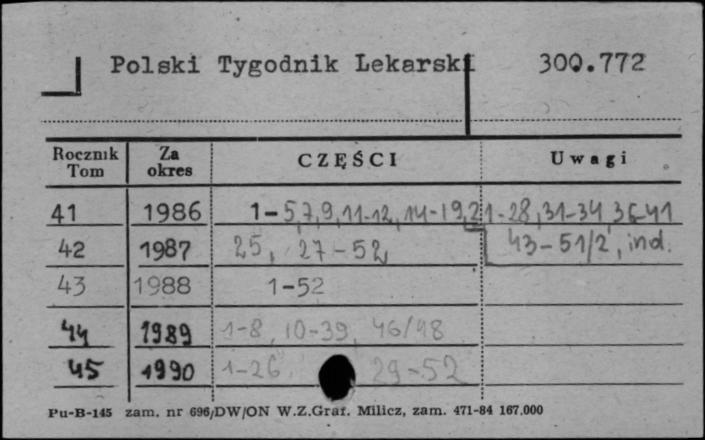 Polski Tygodnik Lekarski 300.772
Rocznik Tom Za okres CZĘŚCI Uwagi
41 1986 1-5,7,9,11-12,14-19,21-28,31-34 36-41
43-51/2, ind.
42 1987 25, 27-52
43 1988 1-52
44 1989 1-8, 10-39, 46/48
45 1990 1-26, 29-52
Pu-B-145 zam. nr 696/DW/ON W.Z.Graf. Milicz, zam. 471-84 167.000